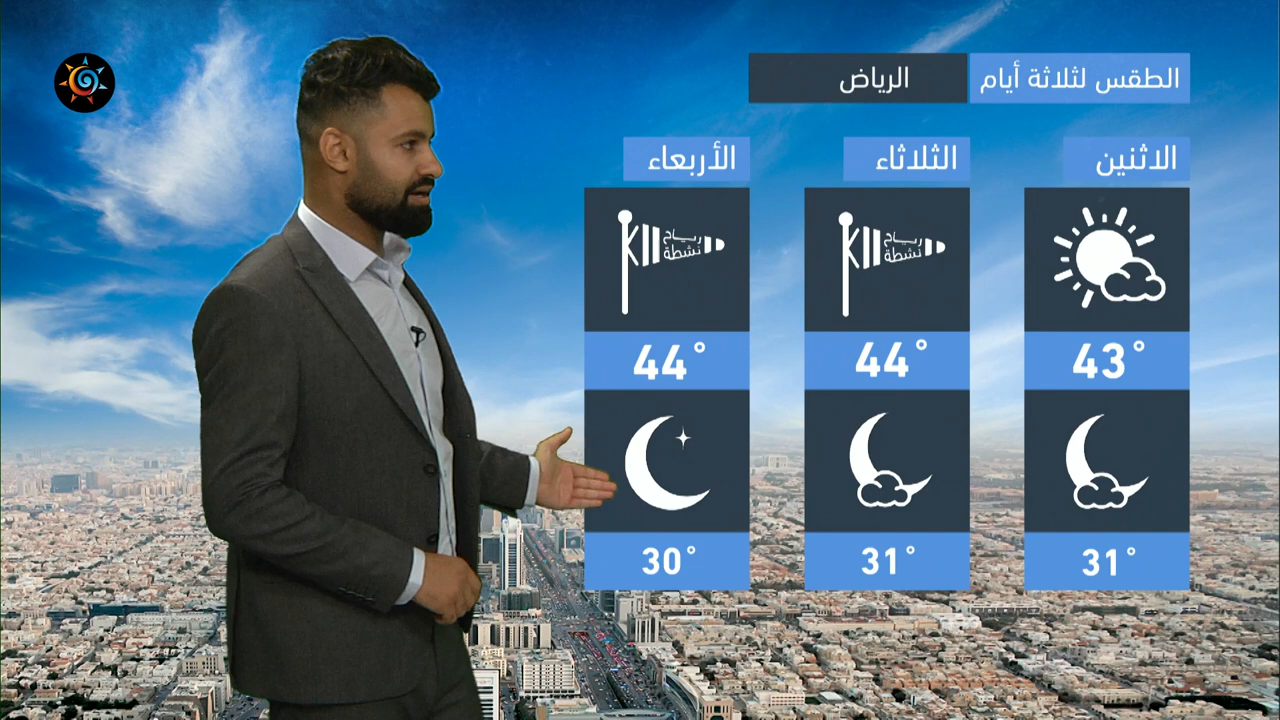 الطقس لثلاثة أيام
الرياض
الاثنين
الثلاثاء
الأربعاء
رياح
نشطة
رياح
نشطة
43°
44°
44°
31°
31°
30°